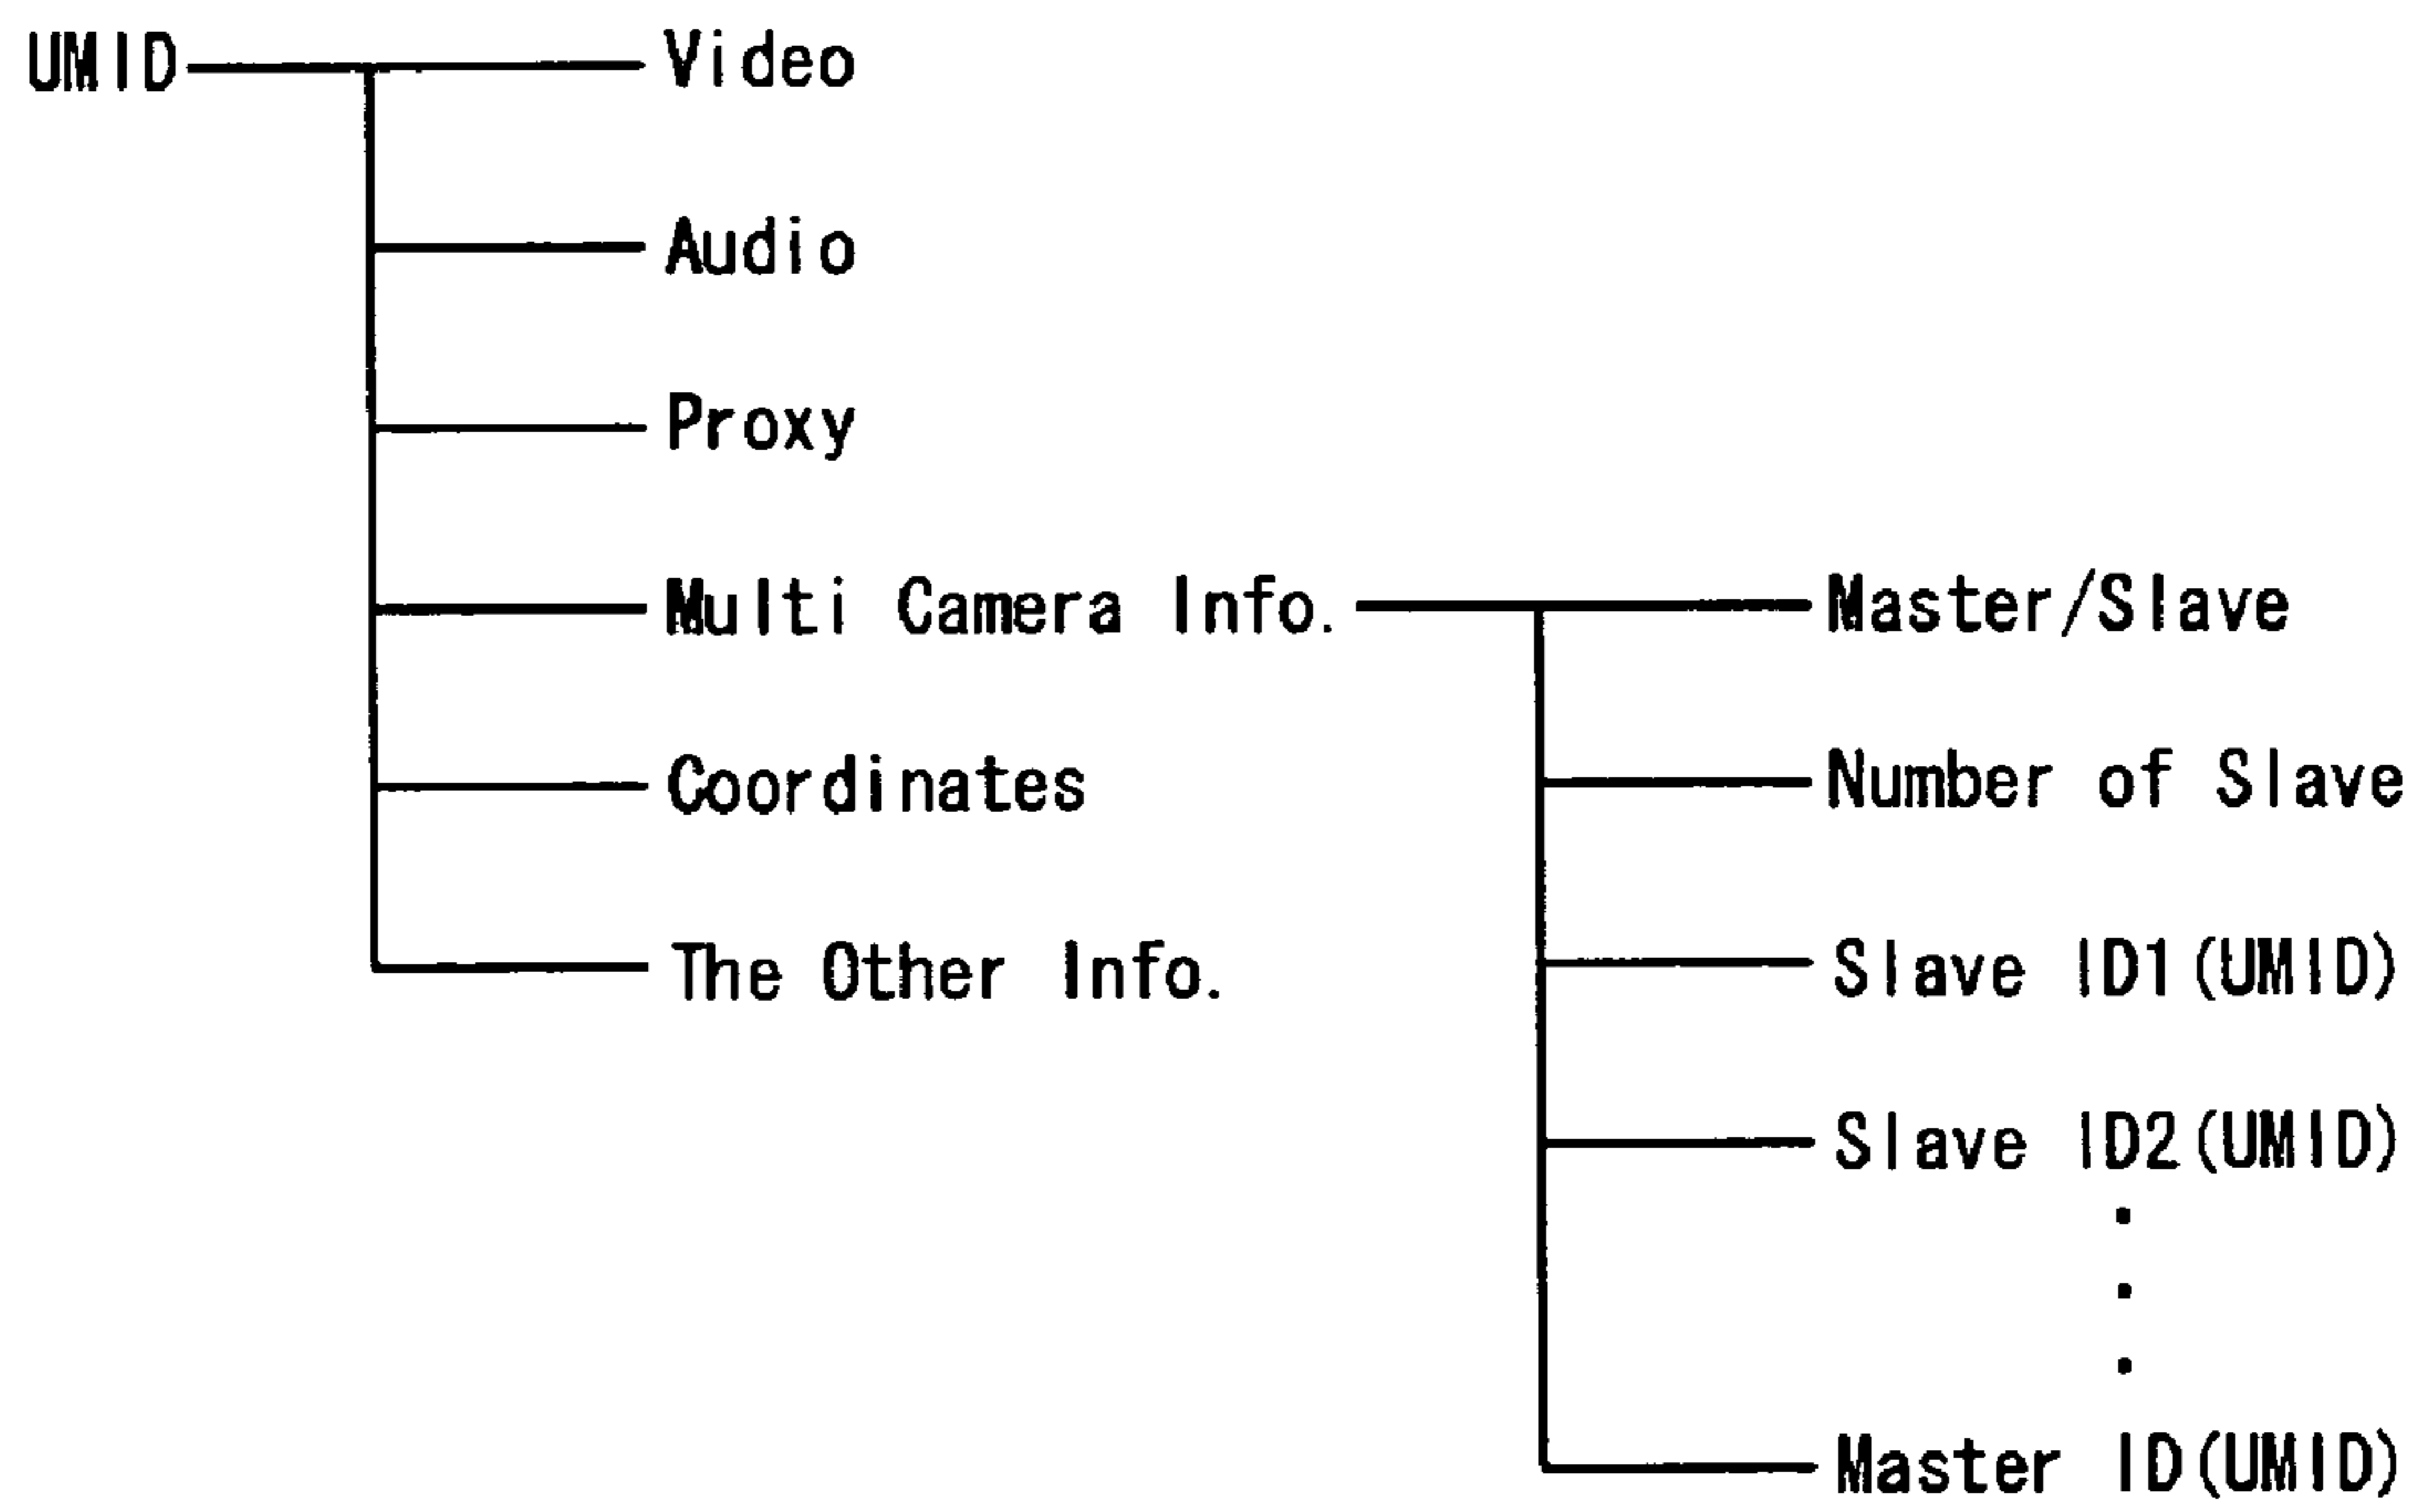 UMID Video
Audio
Proxy
Multi Camera Info. Master/Slave
Coordinates Number of Slave
The Other Info. Slave ID1(UMID)
Slave ID2(UMID)
.
.
.
Master ID(UMID)